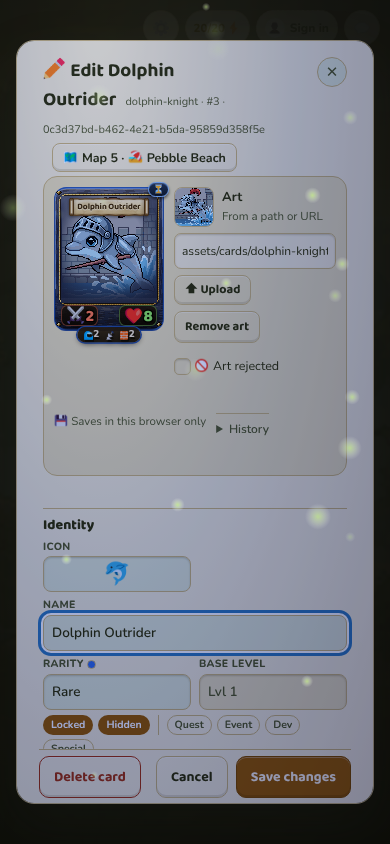 Sign in
Edit Dolphin
Outrider dolphin-knight · #3 ·
0c3d37bd-b462-4e21-b5da-95859d358f5e
Map 5 · Pebble Beach
Dolphin Outrider
2 8
2 2
Art
From a path or URL
assets/cards/dolphin-knight
Upload
Remove art
Art rejected
Saves in this browser only
▶ History
Identity
ICON
NAME
Dolphin Outrider
RARITY BASE LEVEL
Rare Lvl 1
Locked Hidden Quest Event Dev
Special
Delete card Cancel Save changes